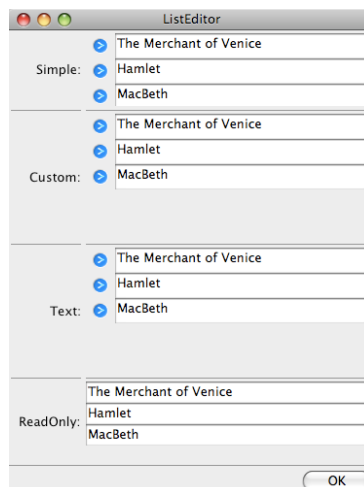 ListEditor
The Merchant of Venice
Simple:
Hamlet
MacBeth
The Merchant of Venice
Hamlet
Custom:
MacBeth
The Merchant of Venice
Hamlet
Text:
MacBeth
The Merchant of Venice
ReadOnly:
Hamlet
MacBeth
OK